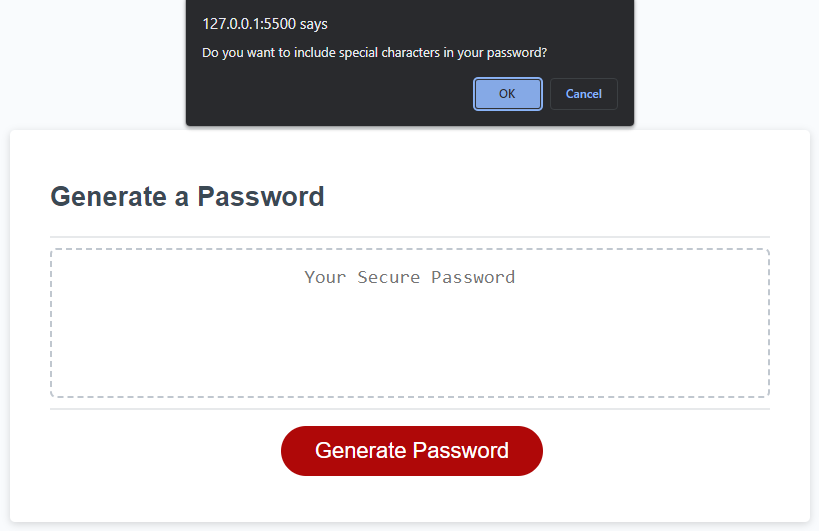 127.0.0.1:5500 says
Do you want to include special characters in your password?
OK Cancel
Generate a Password
Your Secure Password
Generate Password